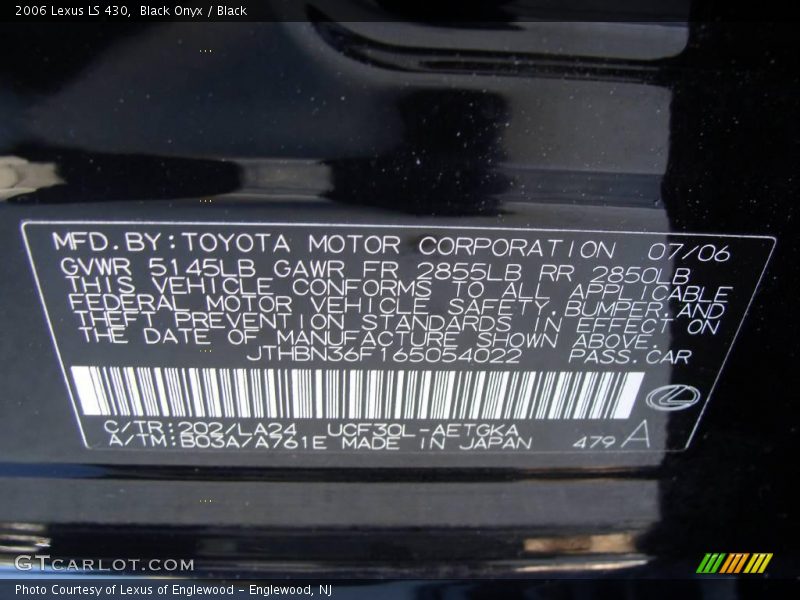 2006 Lexus LS 430, Black Onyx / Black
MFD.BY:TOYOTA MOTOR CORPORATION 07/06
GVWR 5145LB GAWR FR 2855LB RR 2850LB
THIS VEHICLE CONFORMS TO ALL APPLICABLE
FEDERAL MOTOR VEHICLE SAFETY,BUMPER,AND
THEFT PREVENTION STANDARDS IN EFFECT ON
THE DATE OF MANUFACTURE SHOWN ABOVE.
JTHBN36F165054022 PASS.CAR
C/TR:202/LA24 UCF30L-AETGKA
A/TM:B03A/A761E MADE IN JAPAN 479 A
GTCARLOT.COM
Photo Courtesy of Lexus of Englewood - Englewood, NJ